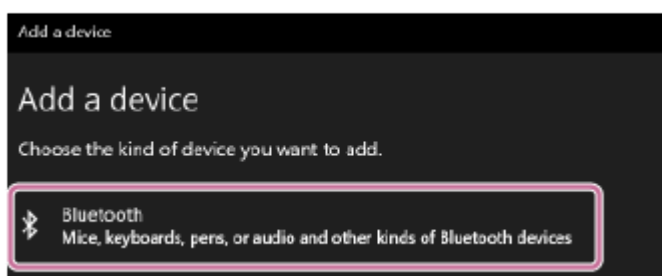 Add a device
Add a device
Choose the kind of device you want to add.
Bluetooth
Mice, keyboards, pens, or audio and other kinds of Bluetooth devices